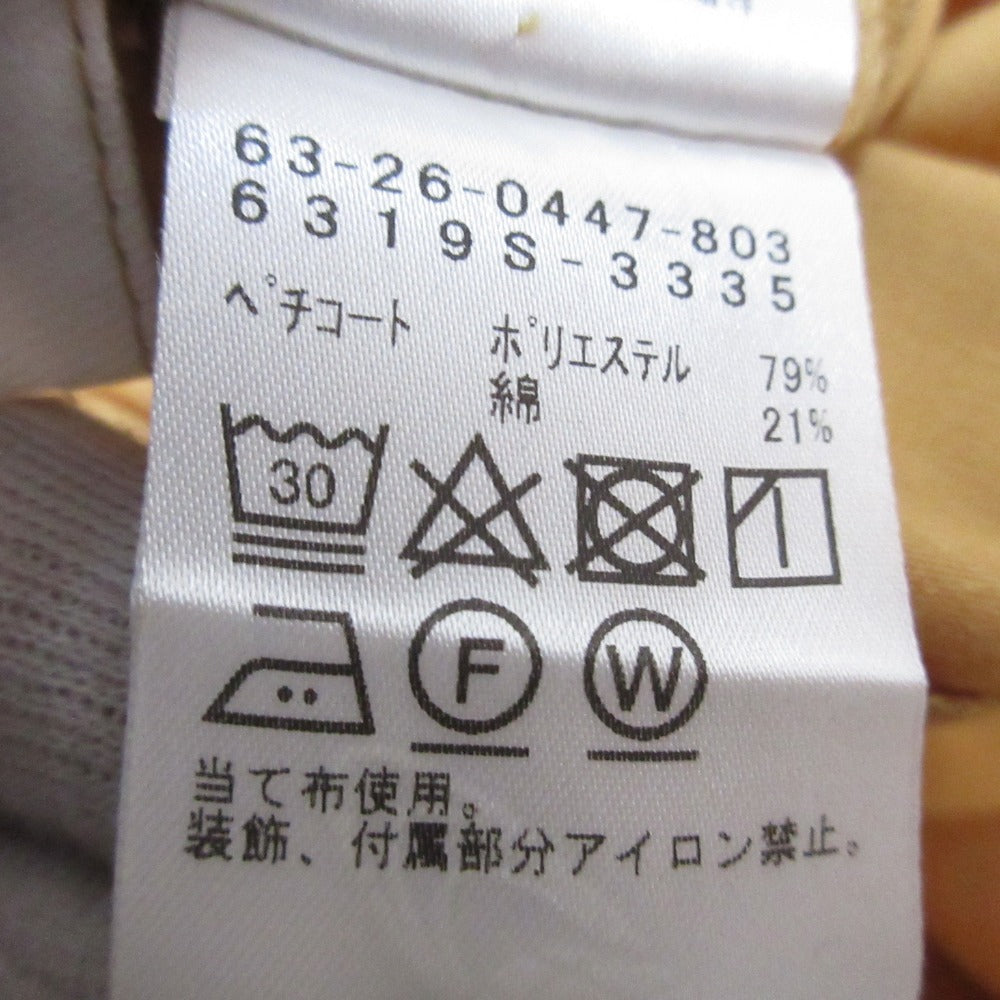 63-26-0447-803
6319S-3335
ペチコート ポリエステル 79%
綿 21%
30
F W
当て布使用。
装飾、付属部分アイロン禁止。